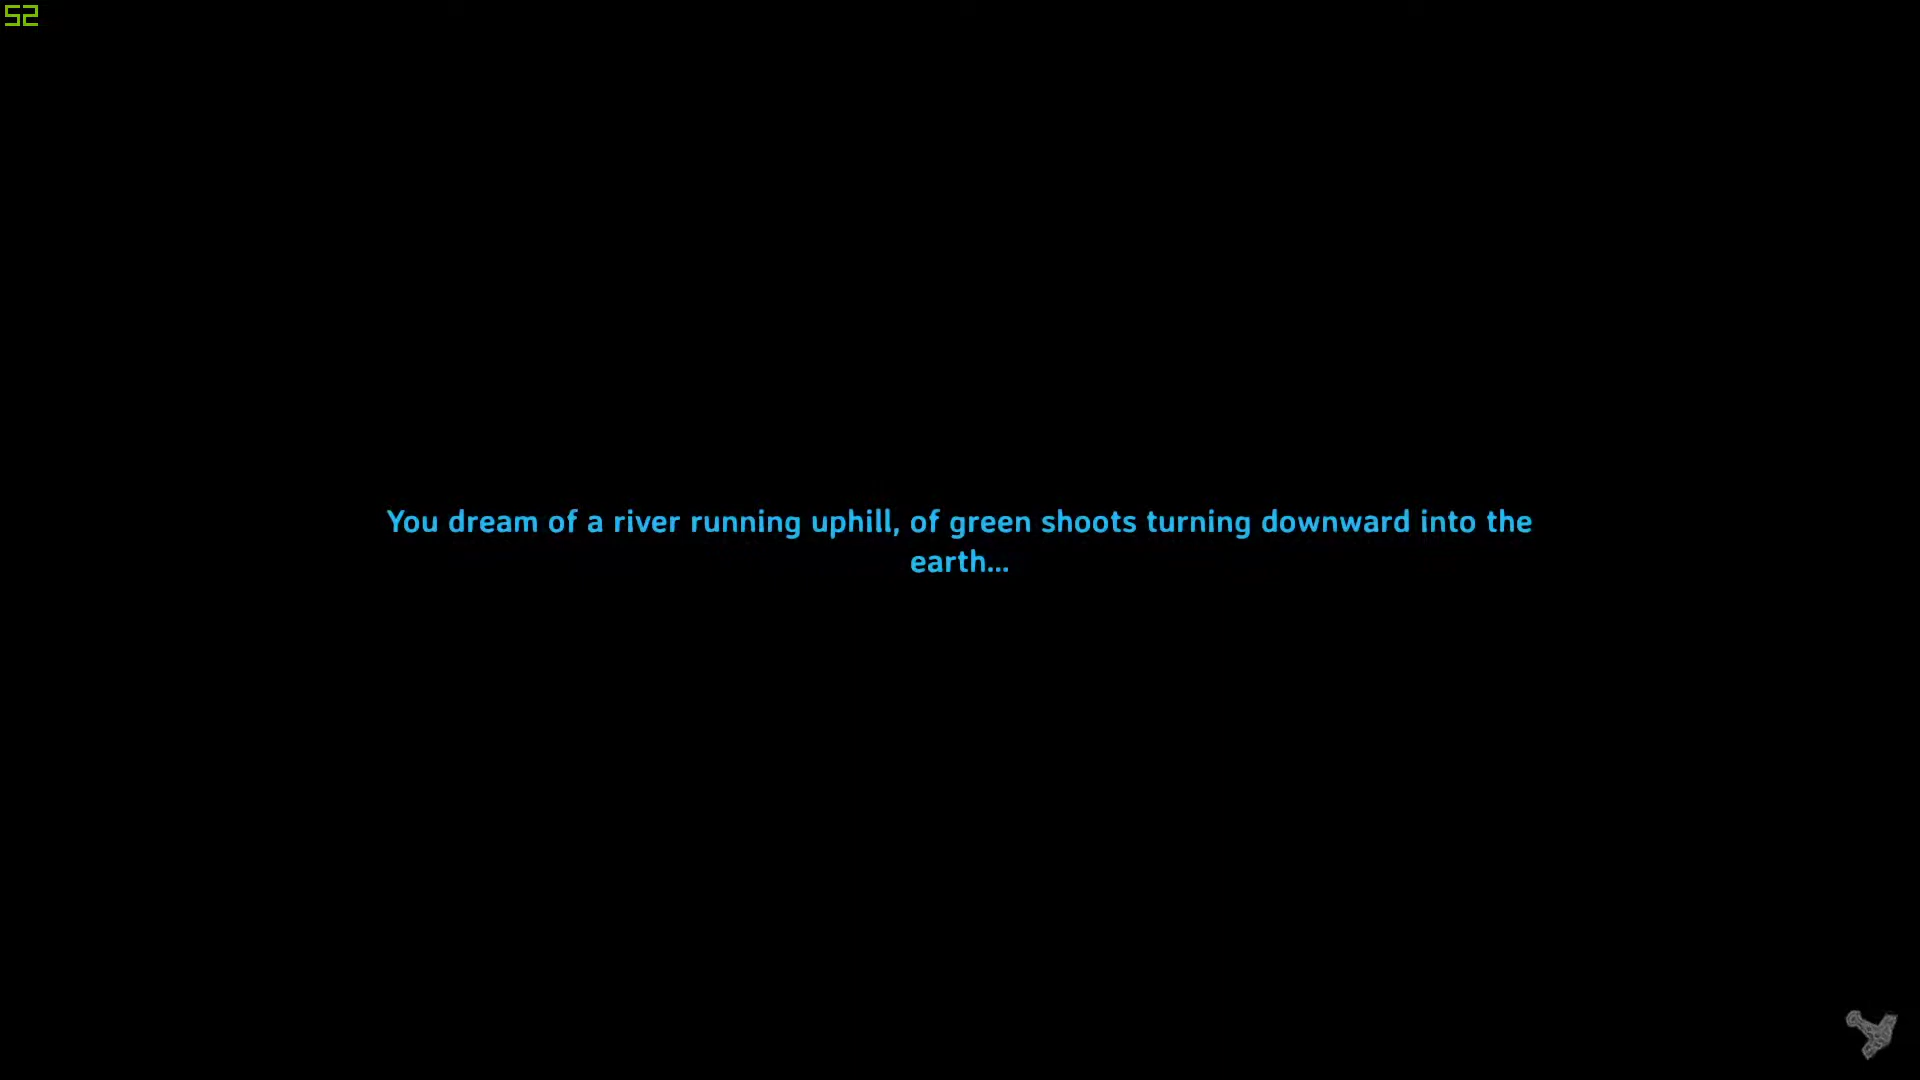 52
You dream of a river running uphill, of green shoots turning downward into the
earth...